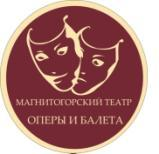 МАГНИТОГОРСКИЙ ТЕАТР
ОПЕРЫ И БАЛЕТА